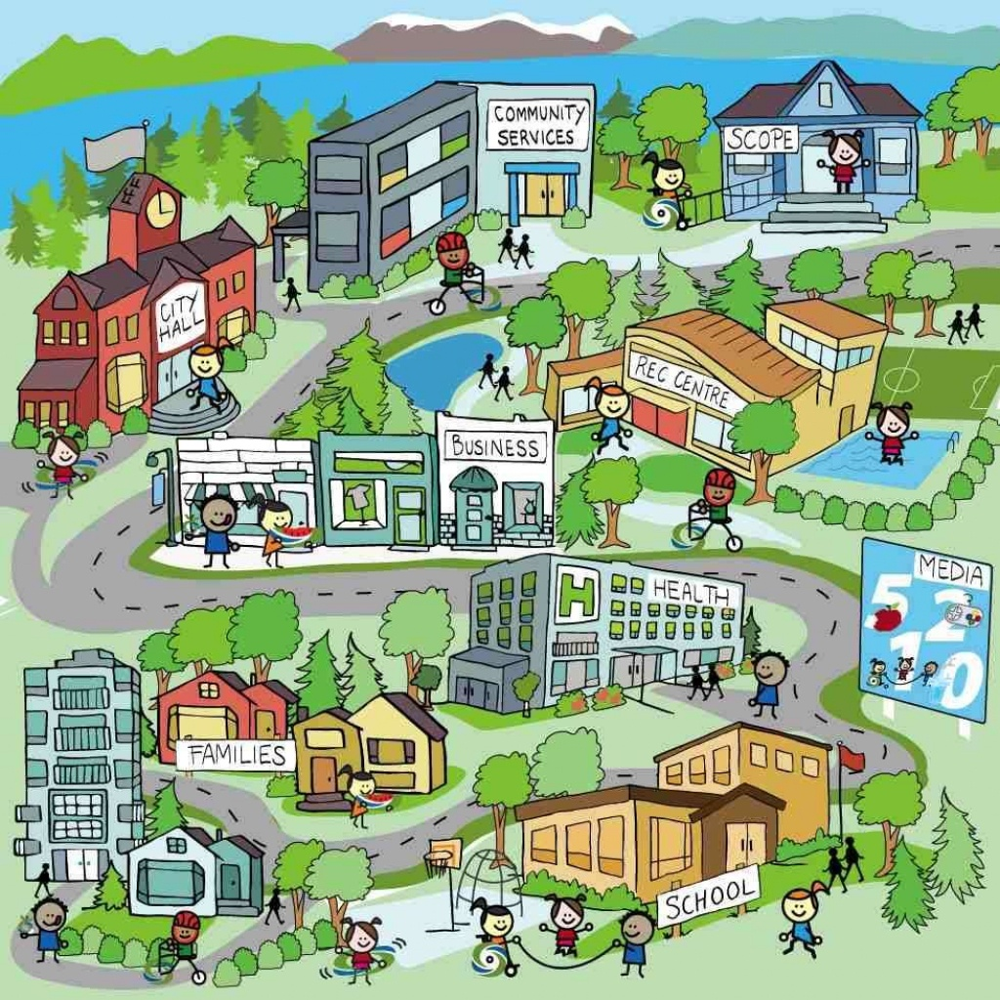 COMMUNITY
SERVICES
SCOPE
CITY
HALL
REC CENTRE
BUSINESS
MEDIA
5
2
1
0
H
HEALTH
FAMILIES
SCHOOL